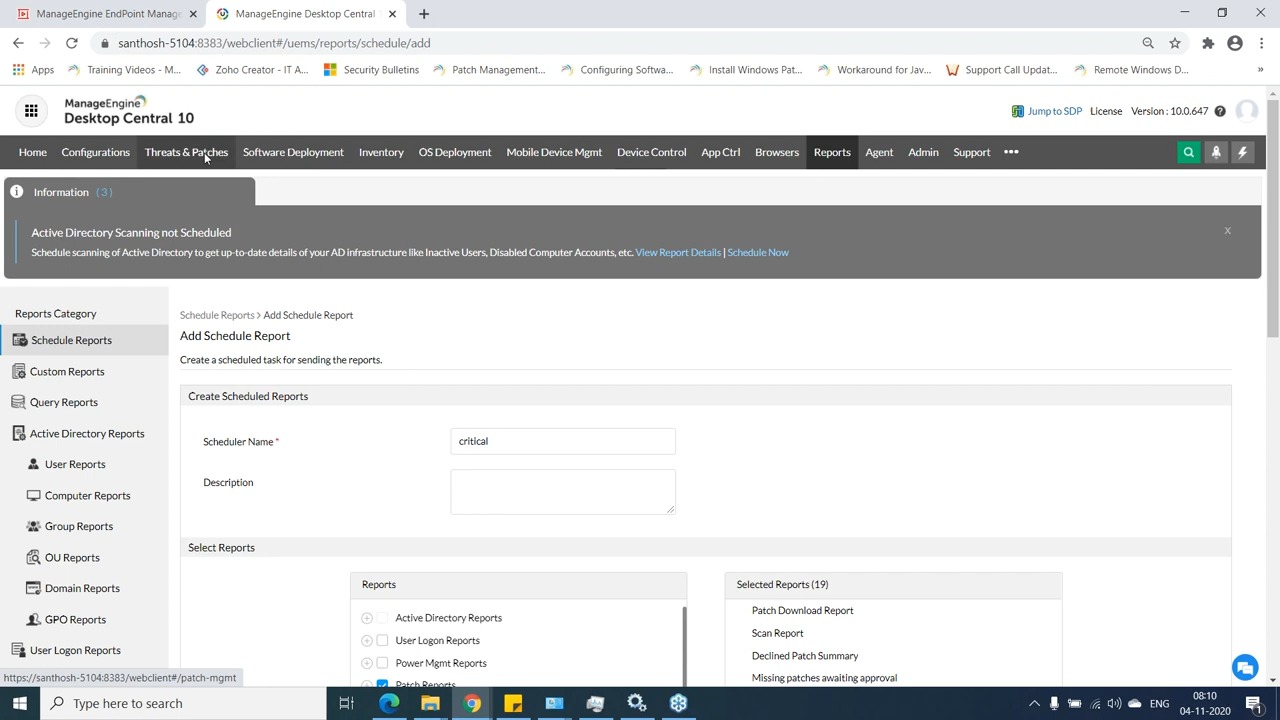 ManageEngine EndPoint Manage
ManageEngine Desktop Central
santhosh-5104:8383/webclient#/uems/reports/schedule/add
Apps
Training Videos - M...
Zoho Creator - IT A...
Security Bulletins
Patch Management...
Configuring Softwa...
Install Windows Pat...
Workaround for Jav...
Support Call Updat...
Remote Windows D...
ManageEngine
Desktop Central 10
Jump to SDP
License
Version : 10.0.647
Home
Configurations
Threats & Patches
Software Deployment
Inventory
OS Deployment
Mobile Device Mgmt
Device Control
App Ctrl
Browsers
Reports
Agent
Admin
Support
Information (3)
Active Directory Scanning not Scheduled
X
Schedule scanning of Active Directory to get up-to-date details of your AD infrastructure like Inactive Users, Disabled Computer Accounts, etc. View Report Details | Schedule Now
Reports Category
Schedule Reports
Custom Reports
Query Reports
Active Directory Reports
User Reports
Computer Reports
Group Reports
OU Reports
Domain Reports
GPO Reports
User Logon Reports
Schedule Reports > Add Schedule Report
Add Schedule Report
Create a scheduled task for sending the reports.
Create Scheduled Reports
Scheduler Name *
critical
Description
Select Reports
Reports
Active Directory Reports
User Logon Reports
Power Mgmt Reports
Patch Reports
Selected Reports (19)
Patch Download Report
Scan Report
Declined Patch Summary
Missing patches awaiting approval
https://santhosh-5104:8383/webclient#/patch-mgmt
Type here to search
ENG
08:10
04-11-2020
1